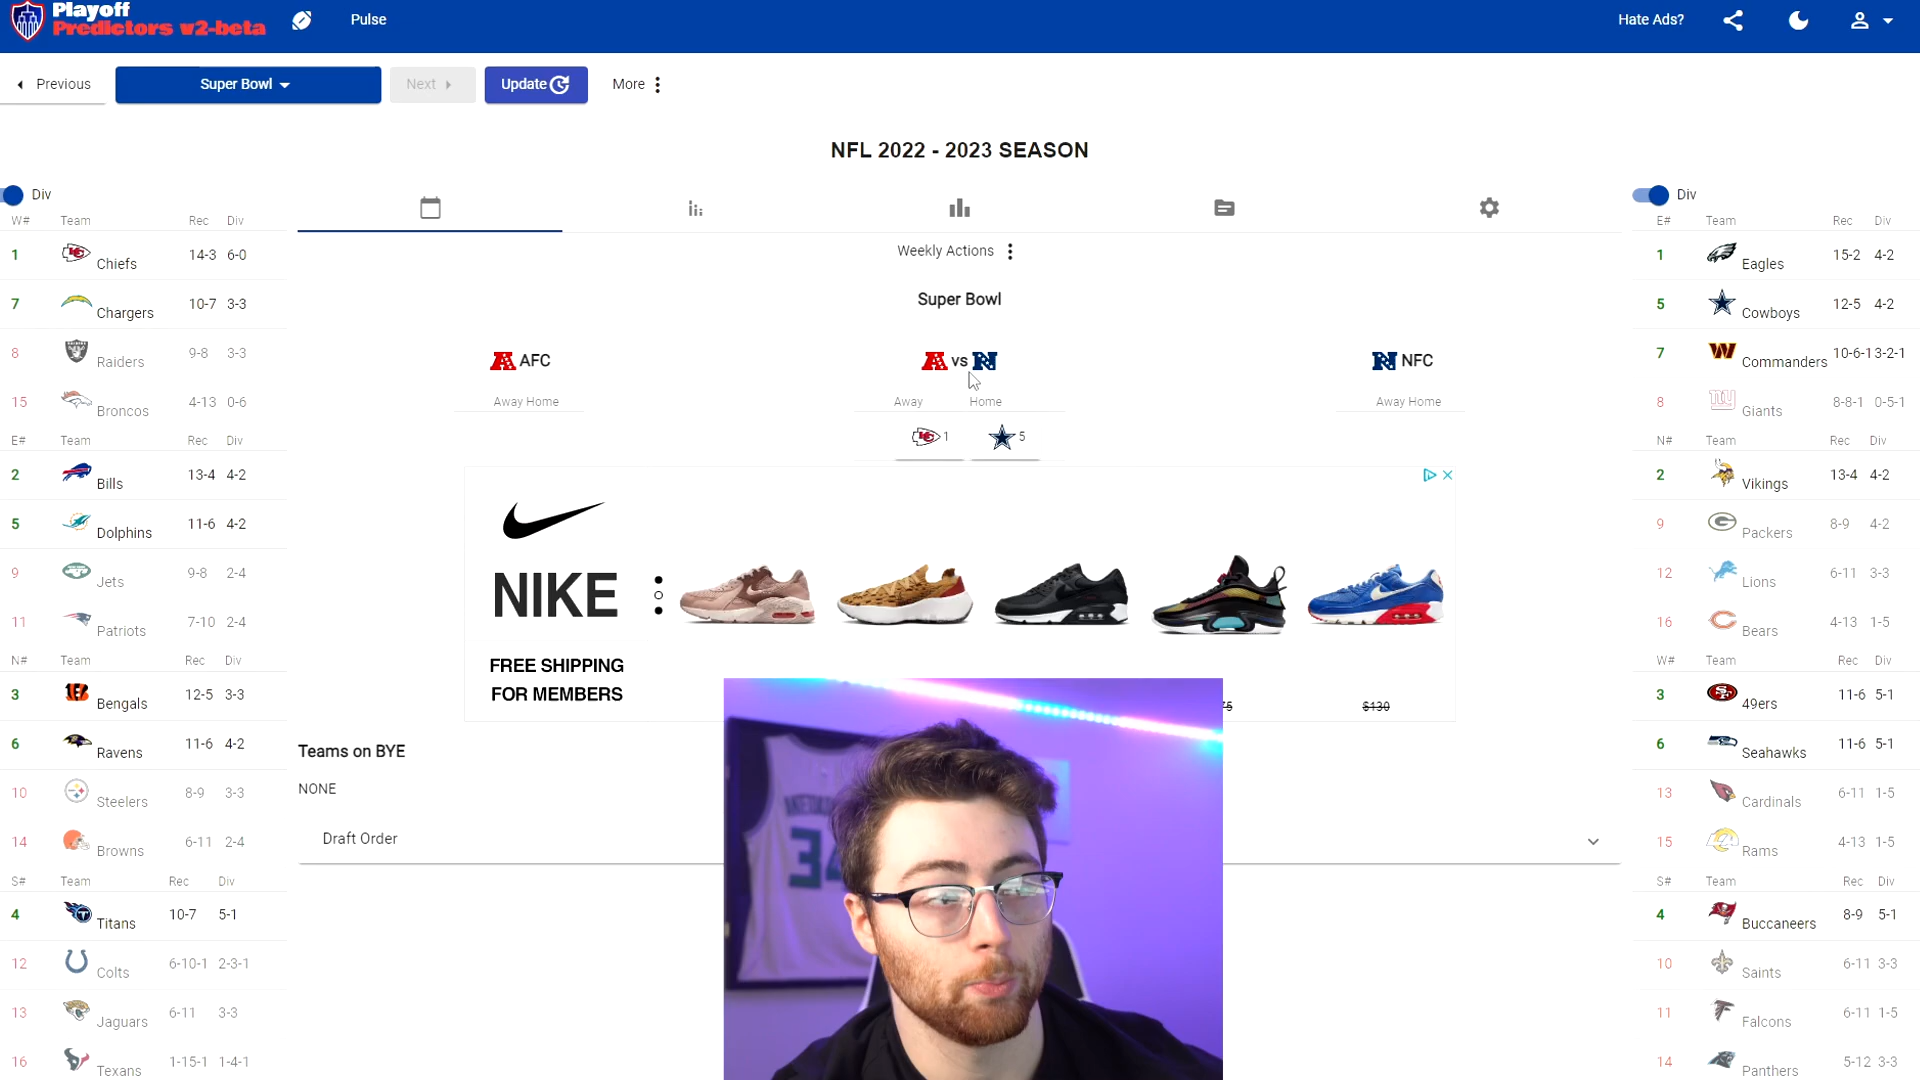 Playoff
Predictors v2-beta
Pulse
Hate Ads?
Previous
Super Bowl
Next
Update
More
NFL 2022 - 2023 SEASON
Div
W# Team Rec Div
1 Chiefs 14-3 6-0
7 Chargers 10-7 3-3
8 Raiders 9-8 3-3
15 Broncos 4-13 0-6
E# Team Rec Div
2 Bills 13-4 4-2
5 Dolphins 11-6 4-2
9 Jets 9-8 2-4
11 Patriots 7-10 2-4
N# Team Rec Div
3 Bengals 12-5 3-3
6 Ravens 11-6 4-2
10 Steelers 8-9 3-3
14 Browns 6-11 2-4
S# Team Rec Div
4 Titans 10-7 5-1
12 Colts 6-10-1 2-3-1
13 Jaguars 6-11 3-3
16 Texans 1-15-1 1-4-1
Weekly Actions
Super Bowl
A AFC
A vs N
N NFC
Away Home
Away Home
Away Home
KC 1
5
NIKE
FREE SHIPPING
FOR MEMBERS
$130
Teams on BYE
NONE
Draft Order
34
Div
E# Team Rec Div
1 Eagles 15-2 4-2
5 Cowboys 12-5 4-2
7 Commanders 10-6-1 3-2-1
8 Giants 8-8-1 0-5-1
N# Team Rec Div
2 Vikings 13-4 4-2
9 Packers 8-9 4-2
12 Lions 6-11 3-3
16 Bears 4-13 1-5
W# Team Rec Div
3 49ers 11-6 5-1
6 Seahawks 11-6 5-1
13 Cardinals 6-11 1-5
15 Rams 4-13 1-5
S# Team Rec Div
4 Buccaneers 8-9 5-1
10 Saints 6-11 3-3
11 Falcons 6-11 1-5
14 Panthers 5-12 3-3